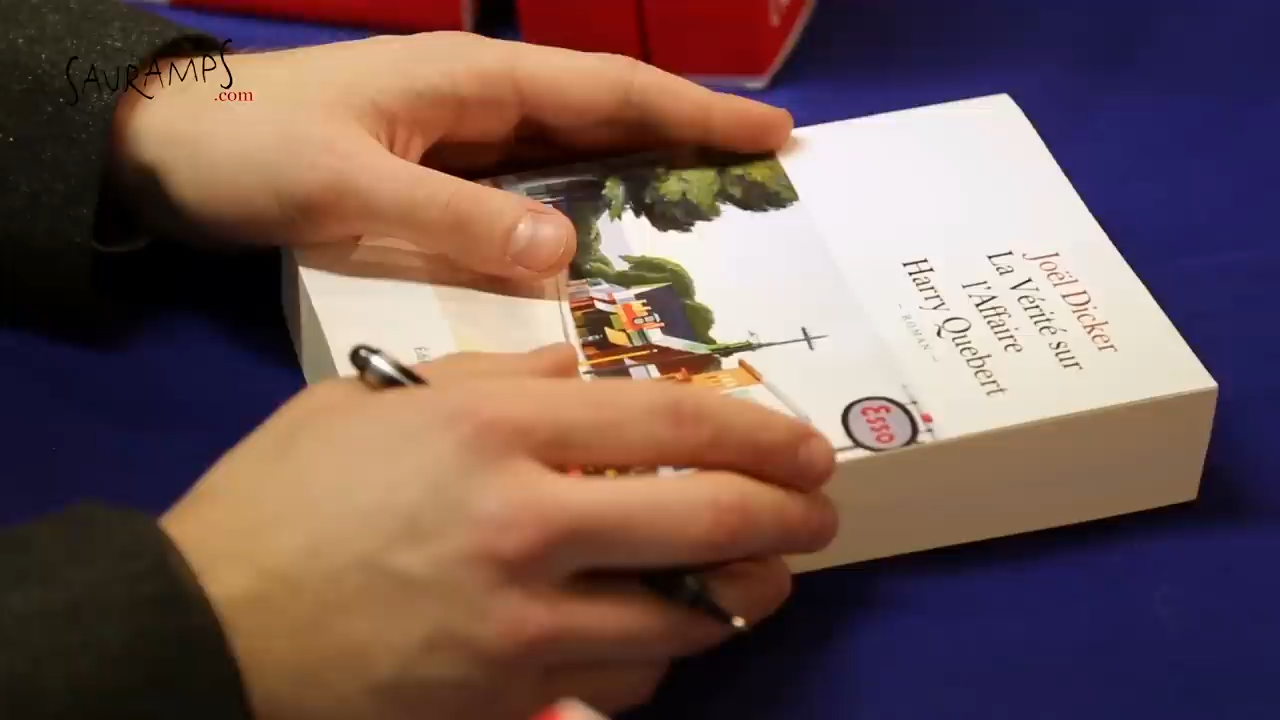 SAURAMPS
.com
Joël Dicker
La Vérité sur
l'Affaire
Harry Quebert
- ROMAN -
Esso